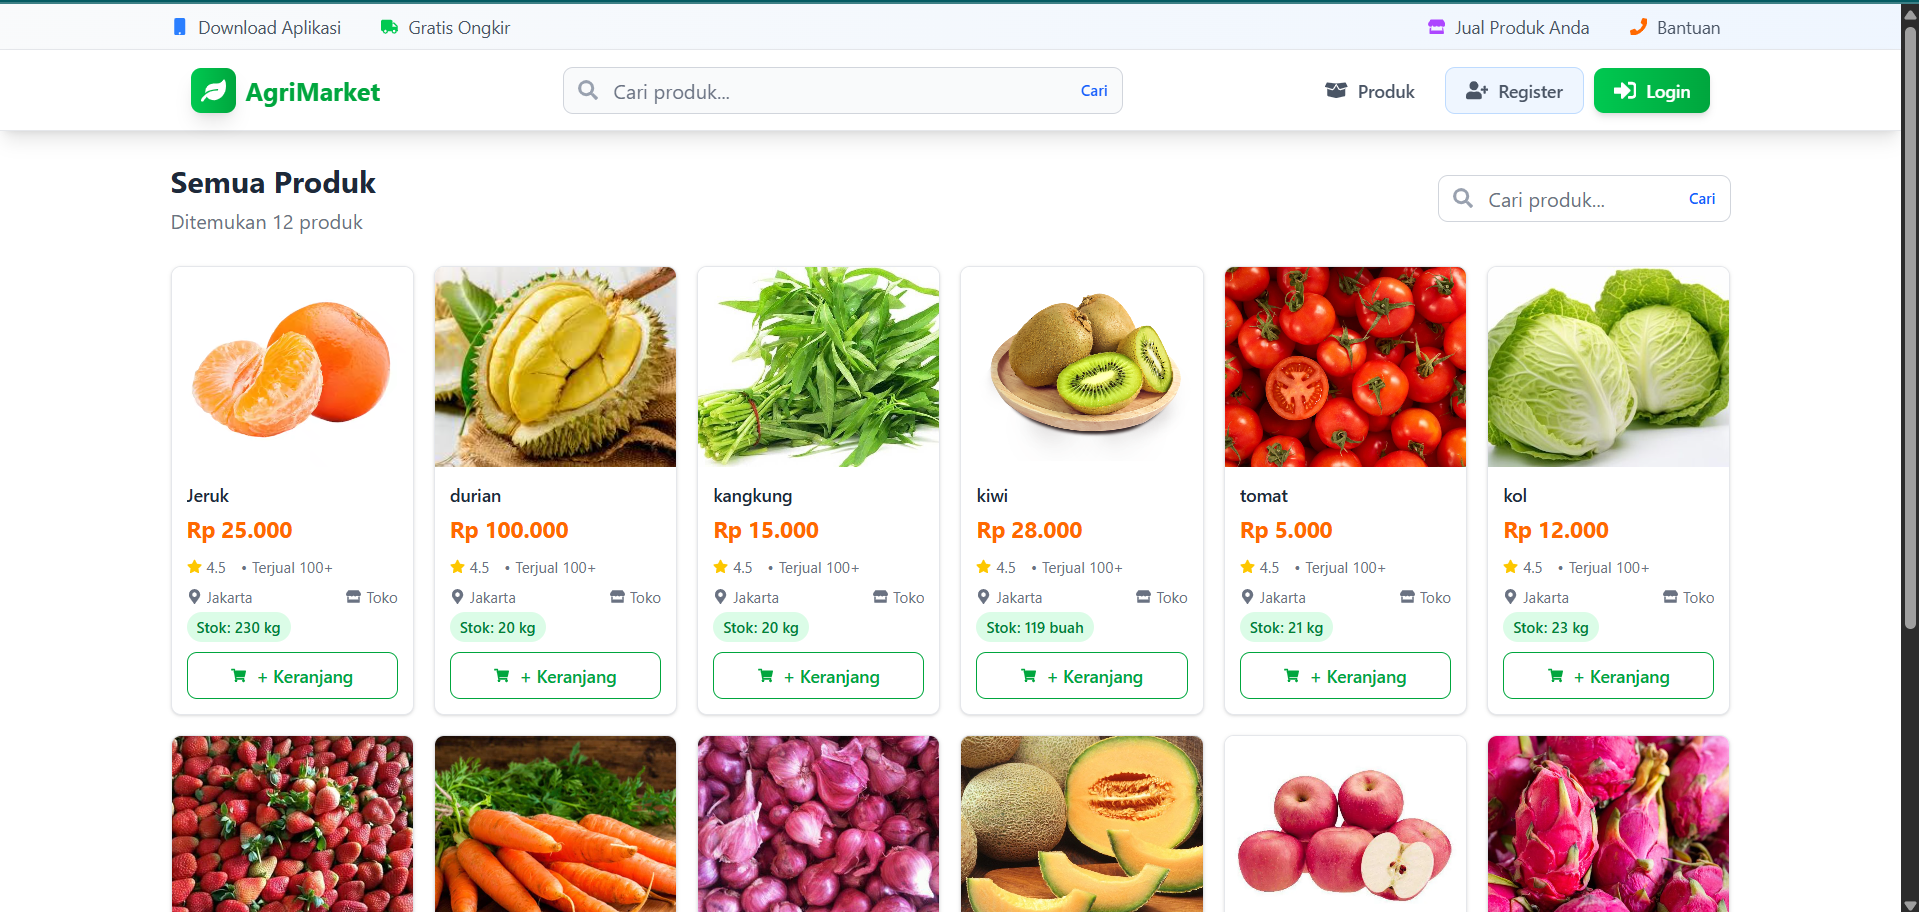 Download Aplikasi Gratis Ongkir Jual Produk Anda Bantuan
AgriMarket Cari produk... Cari Produk Register Login
Semua Produk
Ditemukan 12 produk
Cari produk... Cari
Jeruk durian kangkung kiwi tomat kol
Rp 25.000 Rp 100.000 Rp 15.000 Rp 28.000 Rp 5.000 Rp 12.000
4.5 • Terjual 100+ 4.5 • Terjual 100+ 4.5 • Terjual 100+ 4.5 • Terjual 100+ 4.5 • Terjual 100+ 4.5 • Terjual 100+
Jakarta Toko Jakarta Toko Jakarta Toko Jakarta Toko Jakarta Toko Jakarta Toko
Stok: 230 kg Stok: 20 kg Stok: 20 kg Stok: 119 buah Stok: 21 kg Stok: 23 kg
+ Keranjang + Keranjang + Keranjang + Keranjang + Keranjang + Keranjang